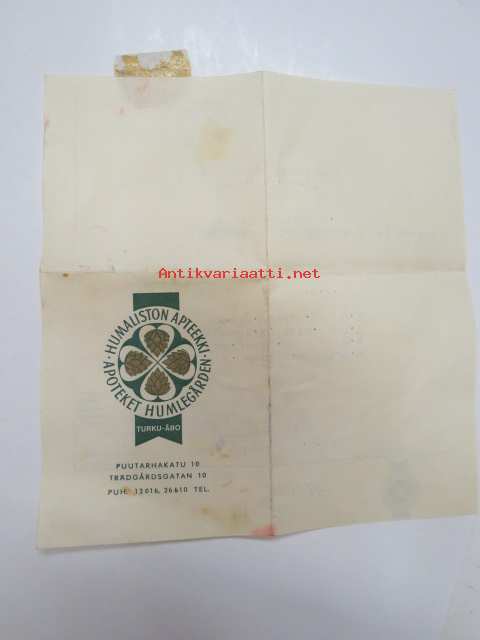 Antikvariaatti.net
· HUMALISTON APTEEKKI ·
APOTEKET HUMLEGÅRDEN
TURKU-ÅBO
PUUTARHAKATU 10
TRÄDGÅRDSGATAN 10
PUH. 12016, 26610 TEL.